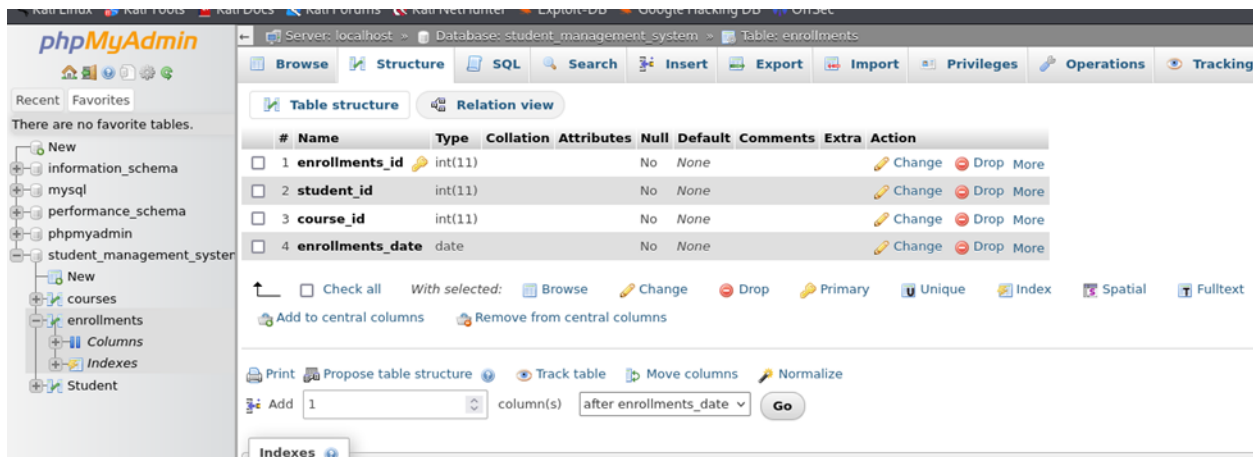 Kali Linux Kali Tools Kali Docs Kali Forums Kali NetHunter Exploit-DB Google Hacking DB OffSec
phpMyAdmin
Recent Favorites
There are no favorite tables.
New
information_schema
mysql
performance_schema
phpmyadmin
student_management_syster
New
courses
enrollments
Columns
Indexes
Student
Server: localhost » Database: student_management_system » Table: enrollments
Browse Structure SQL Search Insert Export Import Privileges Operations Tracking
Table structure Relation view
# Name Type Collation Attributes Null Default Comments Extra Action
1 enrollments_id int(11) No None Change Drop More
2 student_id int(11) No None Change Drop More
3 course_id int(11) No None Change Drop More
4 enrollments_date date No None Change Drop More
Check all With selected: Browse Change Drop Primary Unique Index Spatial Fulltext
Add to central columns Remove from central columns
Print Propose table structure Track table Move columns Normalize
Add 1 column(s) after enrollments_date Go
Indexes